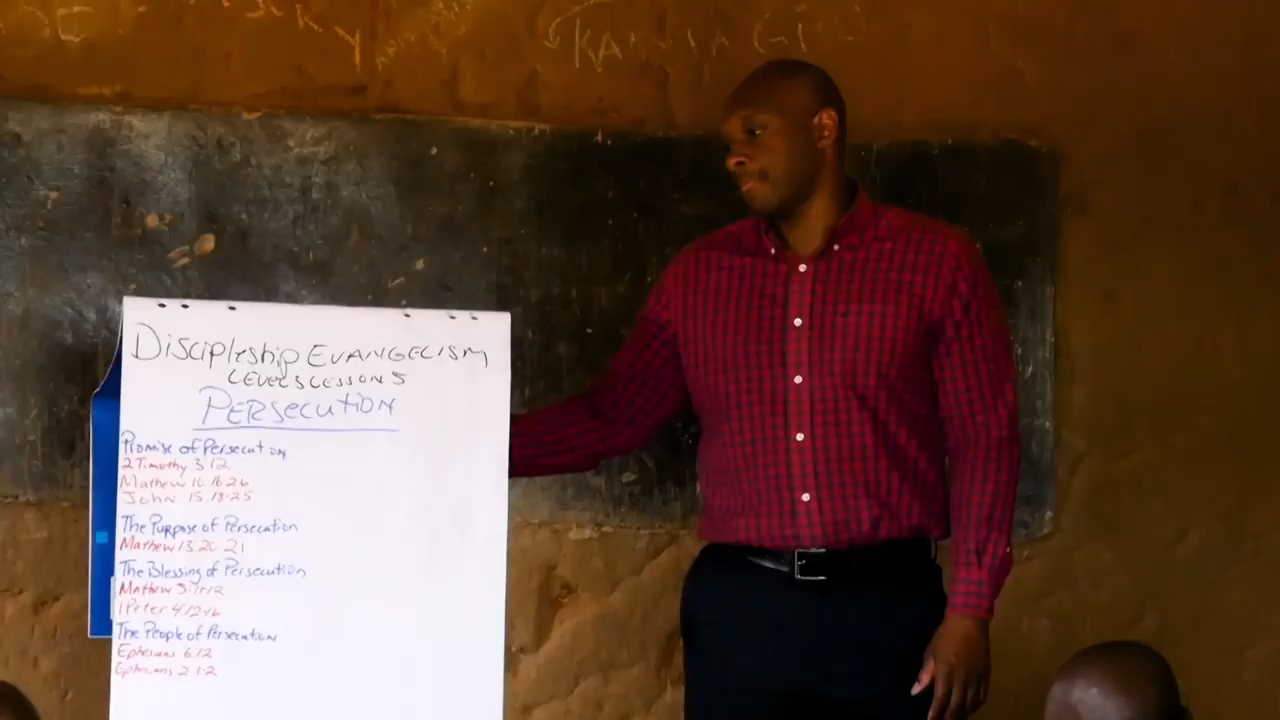 KA
Discipleship EVANGELISM
LEVEL 3 LESSON 5
PERSECUTION
Promise of Persecution
2 Timothy 3:12
Mathew 10:16-26
John 15:18-25
The Purpose of Persecution
Mathew 13:20-21
The Blessing of Persecution
Mathew 5:11-12
1 Peter 4:12-16
The People of Persecution
Ephesians 6:12
Ephesians 2:1-2